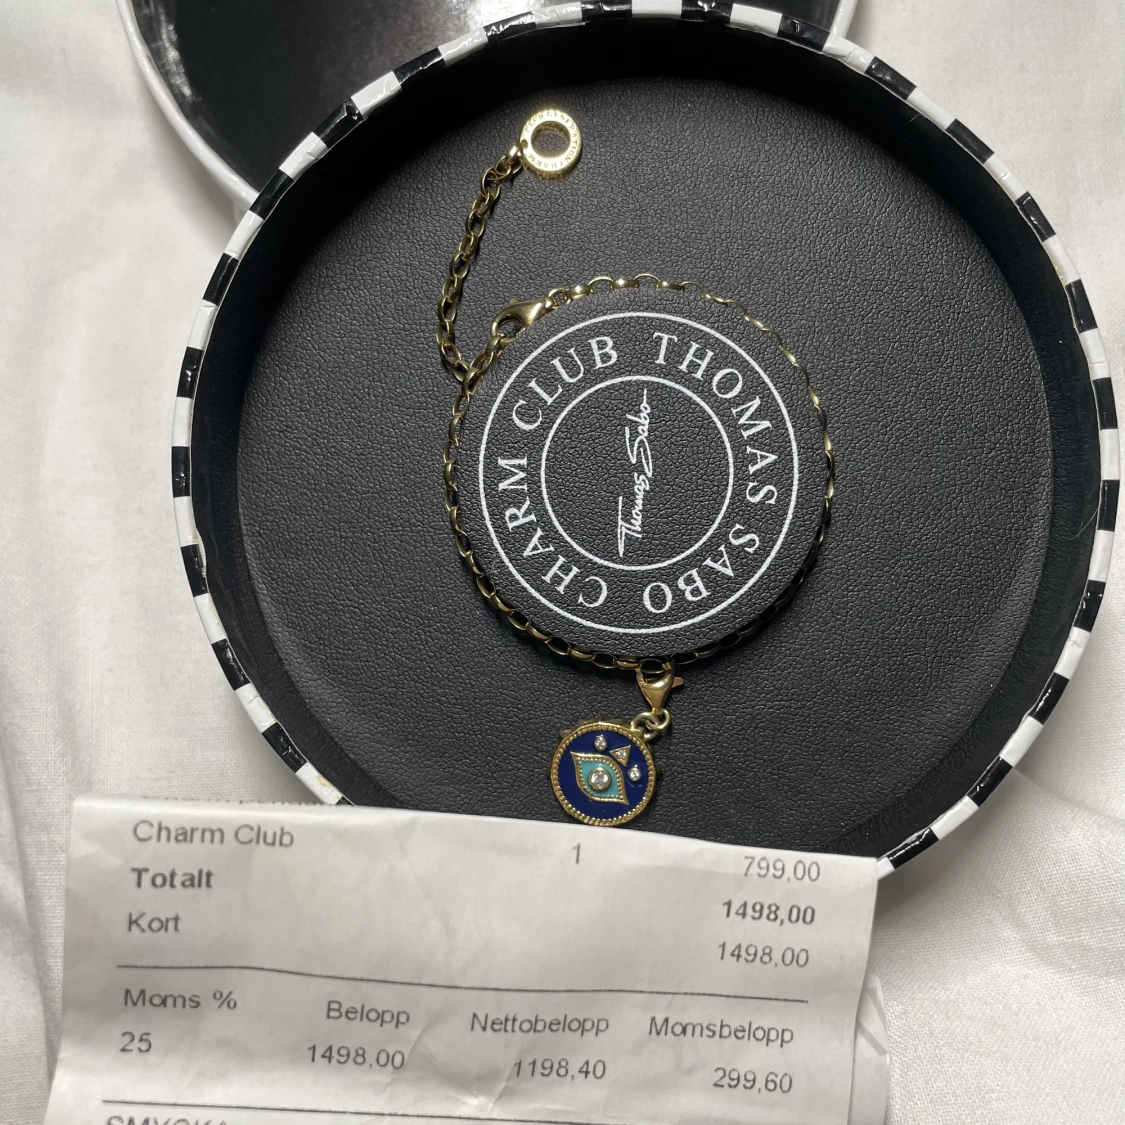 CHARM CLUB THOMAS SABO
Thomas Sabo
Charm Club 1 799,00
Totalt 1498,00
Kort 1498,00
Moms % Belopp Nettobelopp Momsbelopp
25 1498,00 1198,40 299,60